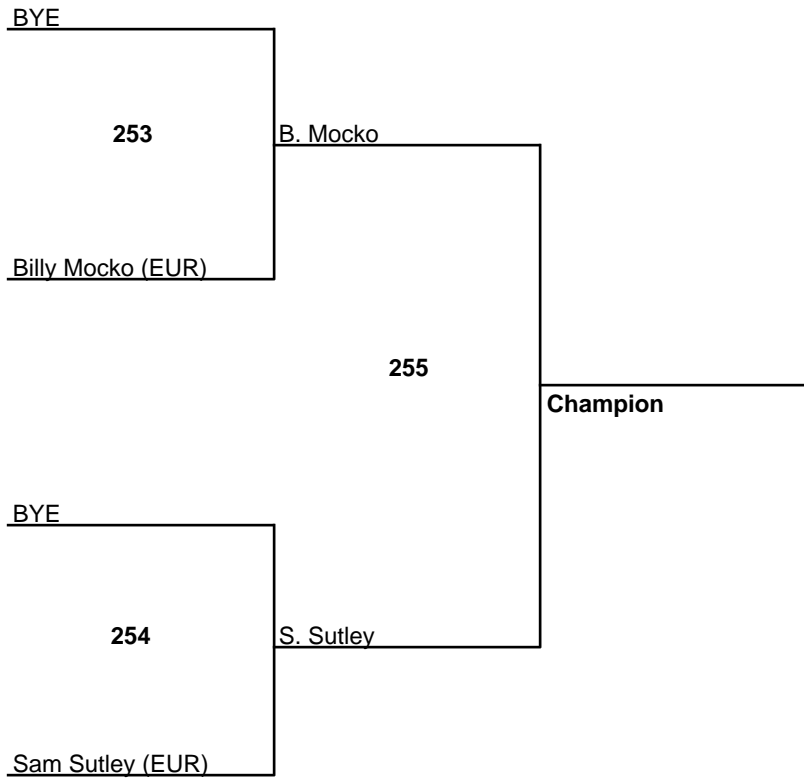 BYE
253
B. Mocko
Billy Mocko (EUR)
255
Champion
BYE
254
S. Sutley
Sam Sutley (EUR)